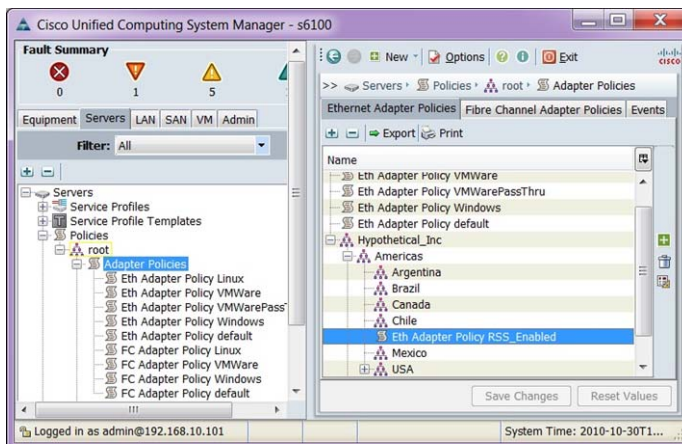 Cisco Unified Computing System Manager - s6100
Fault Summary
0 1 5
Equipment Servers LAN SAN VM Admin
Filter: All
Servers
Service Profiles
Service Profile Templates
Policies
root
Adapter Policies
Eth Adapter Policy Linux
Eth Adapter Policy VMWare
Eth Adapter Policy VMWarePassT
Eth Adapter Policy Windows
Eth Adapter Policy default
FC Adapter Policy Linux
FC Adapter Policy VMWare
FC Adapter Policy Windows
FC Adapter Policy default
New Options Exit
CISCO
>> Servers Policies root Adapter Policies
Ethernet Adapter Policies Fibre Channel Adapter Policies Events
Export Print
Name
Eth Adapter Policy VMWare
Eth Adapter Policy VMWarePassThru
Eth Adapter Policy Windows
Eth Adapter Policy default
Hypothetical_Inc
Americas
Argentina
Brazil
Canada
Chile
Eth Adapter Policy RSS_Enabled
Mexico
USA
Save Changes Reset Values
Logged in as admin@192.168.10.101
System Time: 2010-10-30T1...